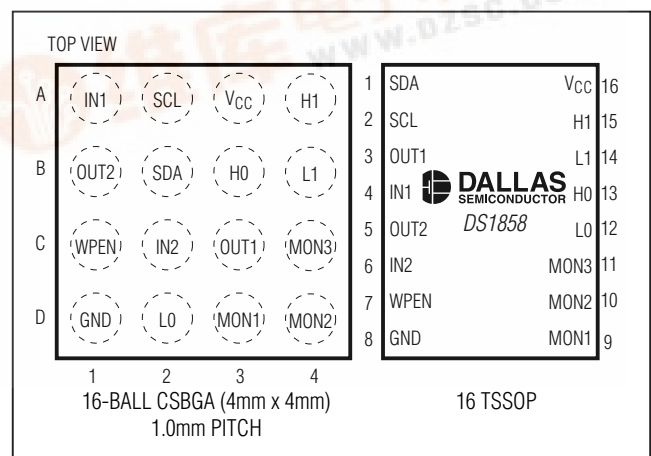 WWW.DZSC.CO
TOP VIEW
A IN1 SCL VCC H1
B OUT2 SDA H0 L1
C WPEN IN2 OUT1 MON3
D GND L0 MON1 MON2
1 2 3 4
16-BALL CSBGA (4mm x 4mm)
1.0mm PITCH
1 SDA VCC 16
2 SCL H1 15
3 OUT1 L1 14
4 IN1 H0 13
DALLAS
SEMICONDUCTOR
DS1858
5 OUT2 L0 12
6 IN2 MON3 11
7 WPEN MON2 10
8 GND MON1 9
16 TSSOP